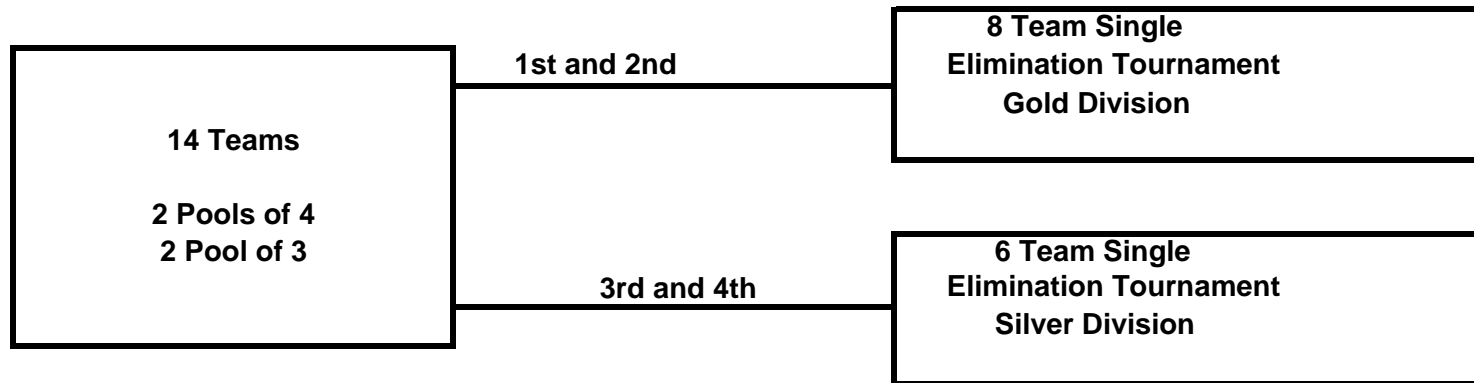 14 Teams
2 Pools of 4
2 Pool of 3
1st and 2nd
8 Team Single
Elimination Tournament
Gold Division
3rd and 4th
6 Team Single
Elimination Tournament
Silver Division